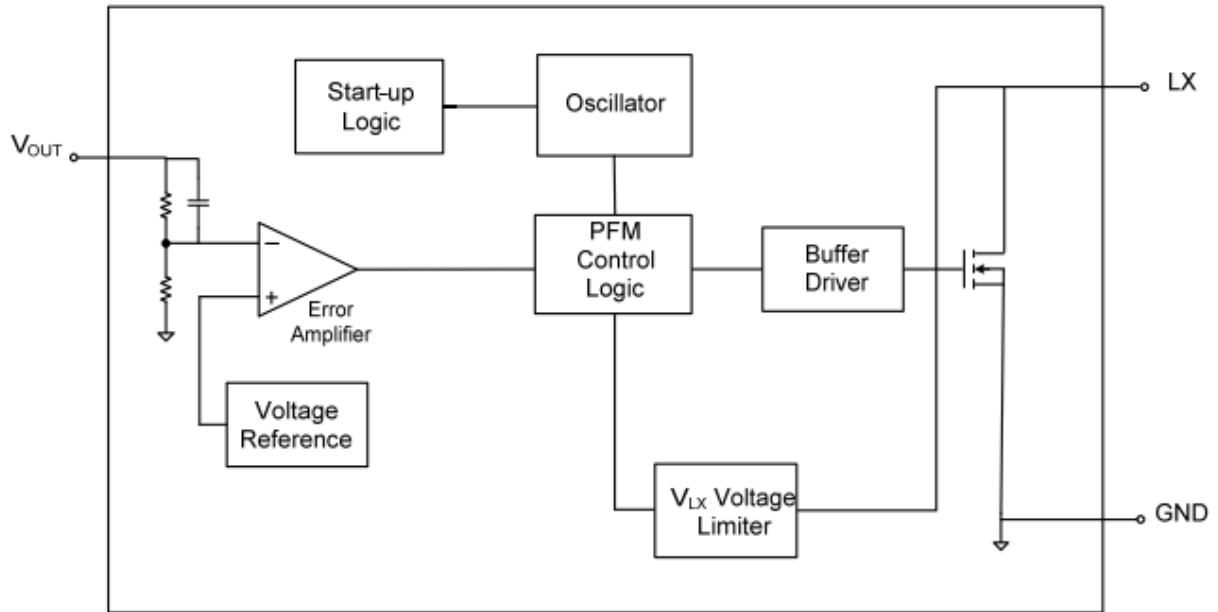 Start-up
Logic
Oscillator
LX
VOUT
PFM
Control
Logic
Buffer
Driver
−
+
Error
Amplifier
Voltage
Reference
VLX Voltage
Limiter
GND